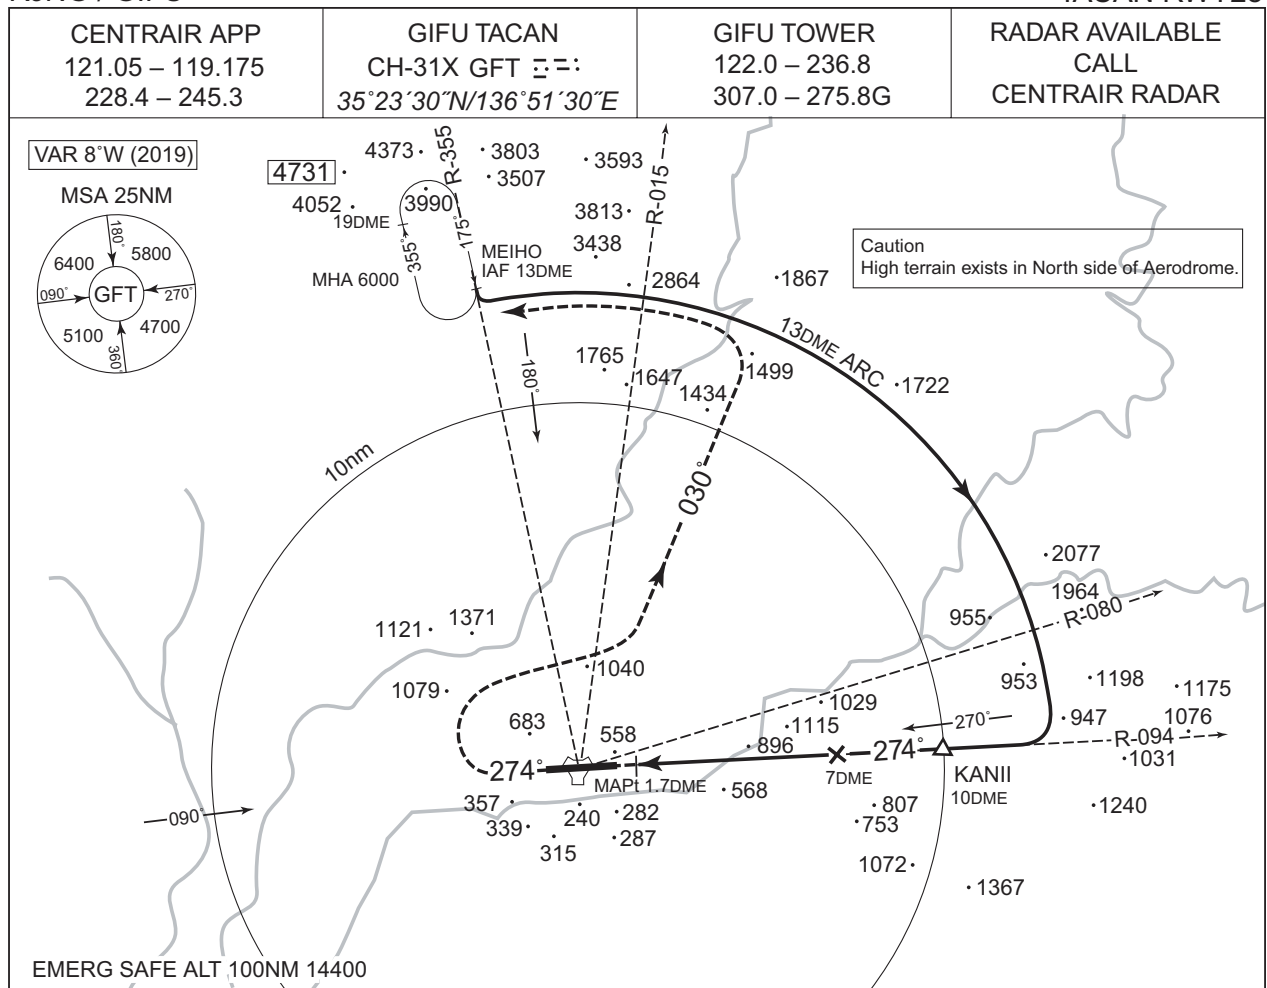 CENTRAIR APP
121.05 – 119.175
228.4 – 245.3
GIFU TACAN
CH-31X GFT
35˚23´30˝N/136˚51´30˝E
GIFU TOWER
122.0 – 236.8
307.0 – 275.8G
RADAR AVAILABLE
CALL
CENTRAIR RADAR
VAR 8˚W (2019)
MSA 25NM
180˚
6400
5800
090˚
GFT
270˚
5100
4700
360˚
4731
4373
4052
19DME
3990
355˚
175˚
R-355
3803
3507
3593
3813
3438
R-015
MHA 6000
MEIHO
IAF 13DME
2864
1867
Caution
High terrain exists in North side of Aerodrome.
13DME ARC
180˚
1765
1647
1434
1499
1722
10nm
030˚
2077
1964
R-080
955
1371
1121
1040
1079
953
1198
1175
683
1029
947
1076
558
1115
270˚
R-094
896
274˚
1031
274˚
7DME
KANII
10DME
MAPt 1.7DME
568
357
240
282
807
1240
090˚
339
287
753
315
1072
1367
EMERG SAFE ALT 100NM 14400